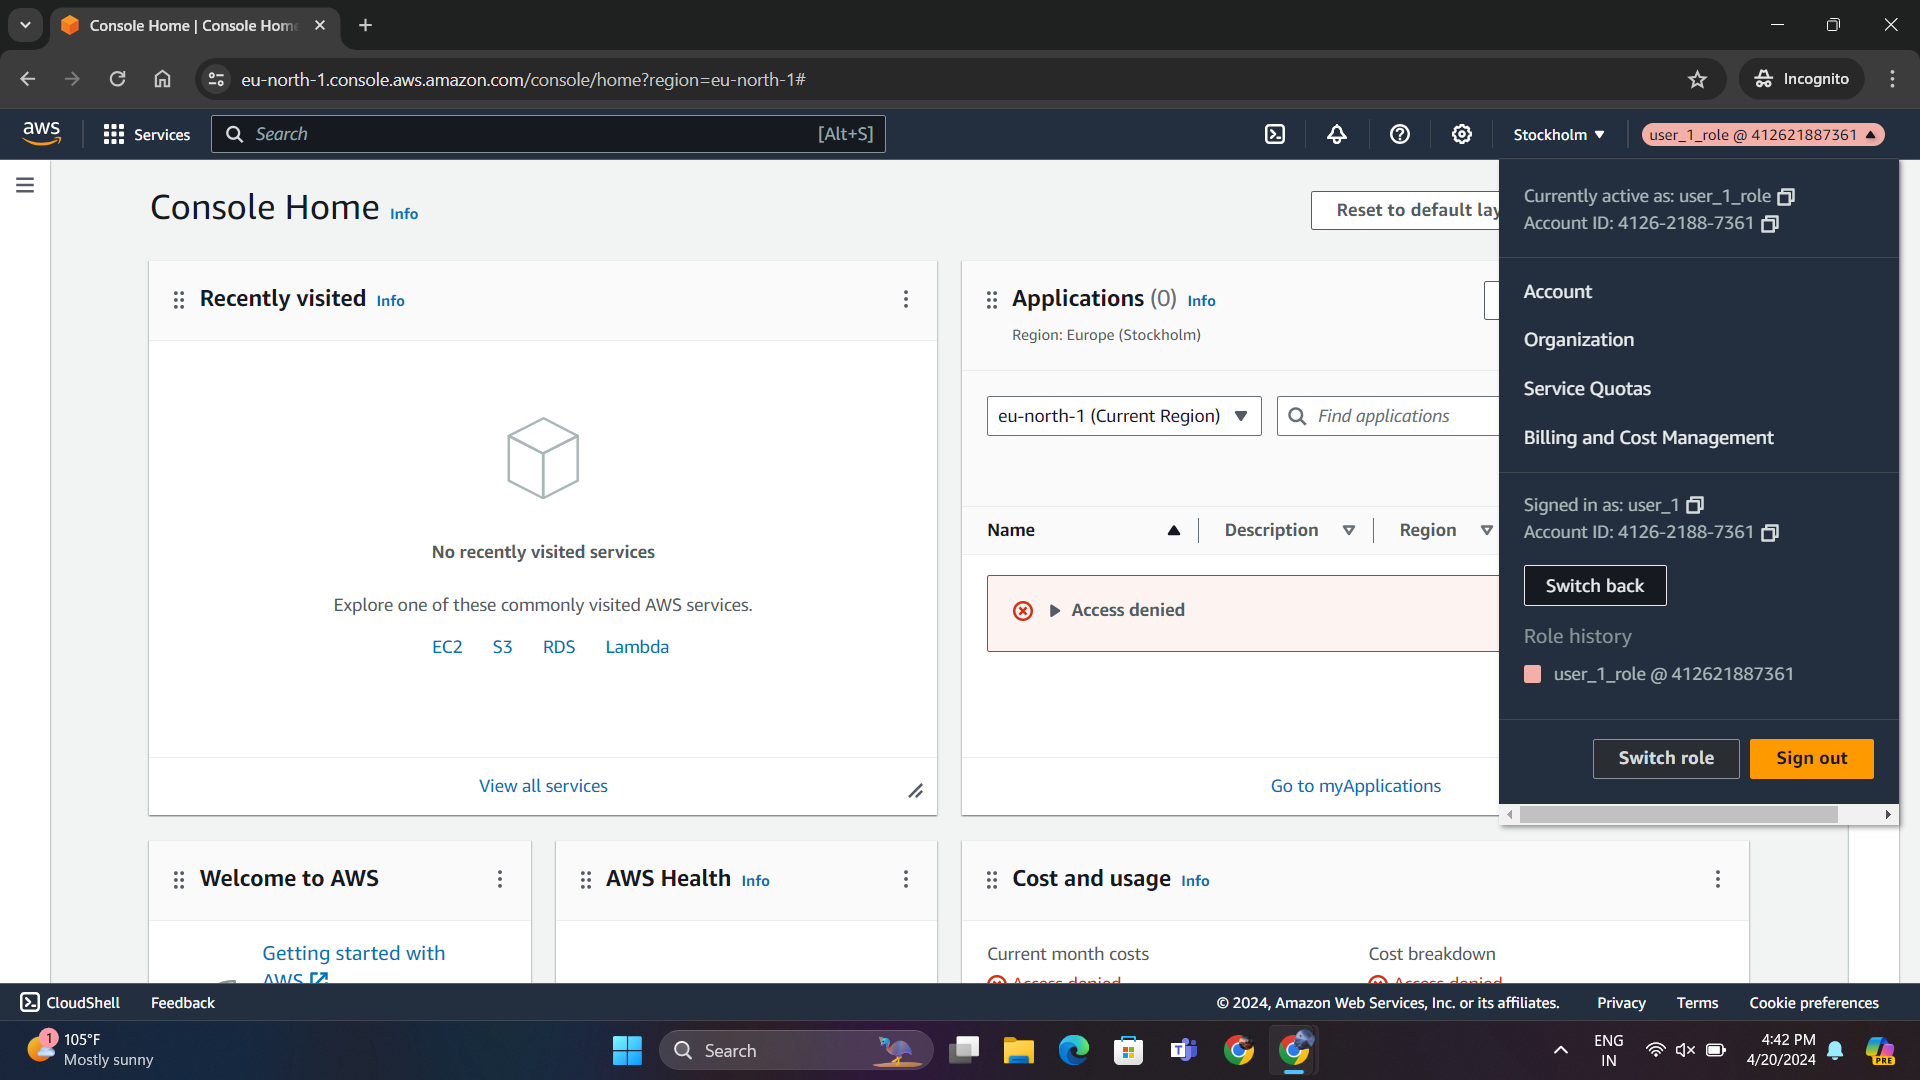 Console Home | Console Home
eu-north-1.console.aws.amazon.com/console/home?region=eu-north-1#
Incognito
aws
Services
Search
[Alt+S]
Stockholm
user_1_role @ 412621887361
Console Home Info
Reset to default lay
Currently active as: user_1_role
Account ID: 4126-2188-7361
Account
Organization
Service Quotas
Billing and Cost Management
Signed in as: user_1
Account ID: 4126-2188-7361
Switch back
Role history
user_1_role @ 412621887361
Switch role
Sign out
Recently visited Info
No recently visited services
Explore one of these commonly visited AWS services.
EC2 S3 RDS Lambda
View all services
Applications (0) Info
Region: Europe (Stockholm)
eu-north-1 (Current Region)
Find applications
Name
Description
Region
Access denied
Go to myApplications
Welcome to AWS
Getting started with
AWS
AWS Health Info
Cost and usage Info
Current month costs
Access denied
Cost breakdown
Access denied
CloudShell
Feedback
© 2024, Amazon Web Services, Inc. or its affiliates.
Privacy
Terms
Cookie preferences
1
105°F
Mostly sunny
Search
ENG
IN
4:42 PM
4/20/2024
PRE